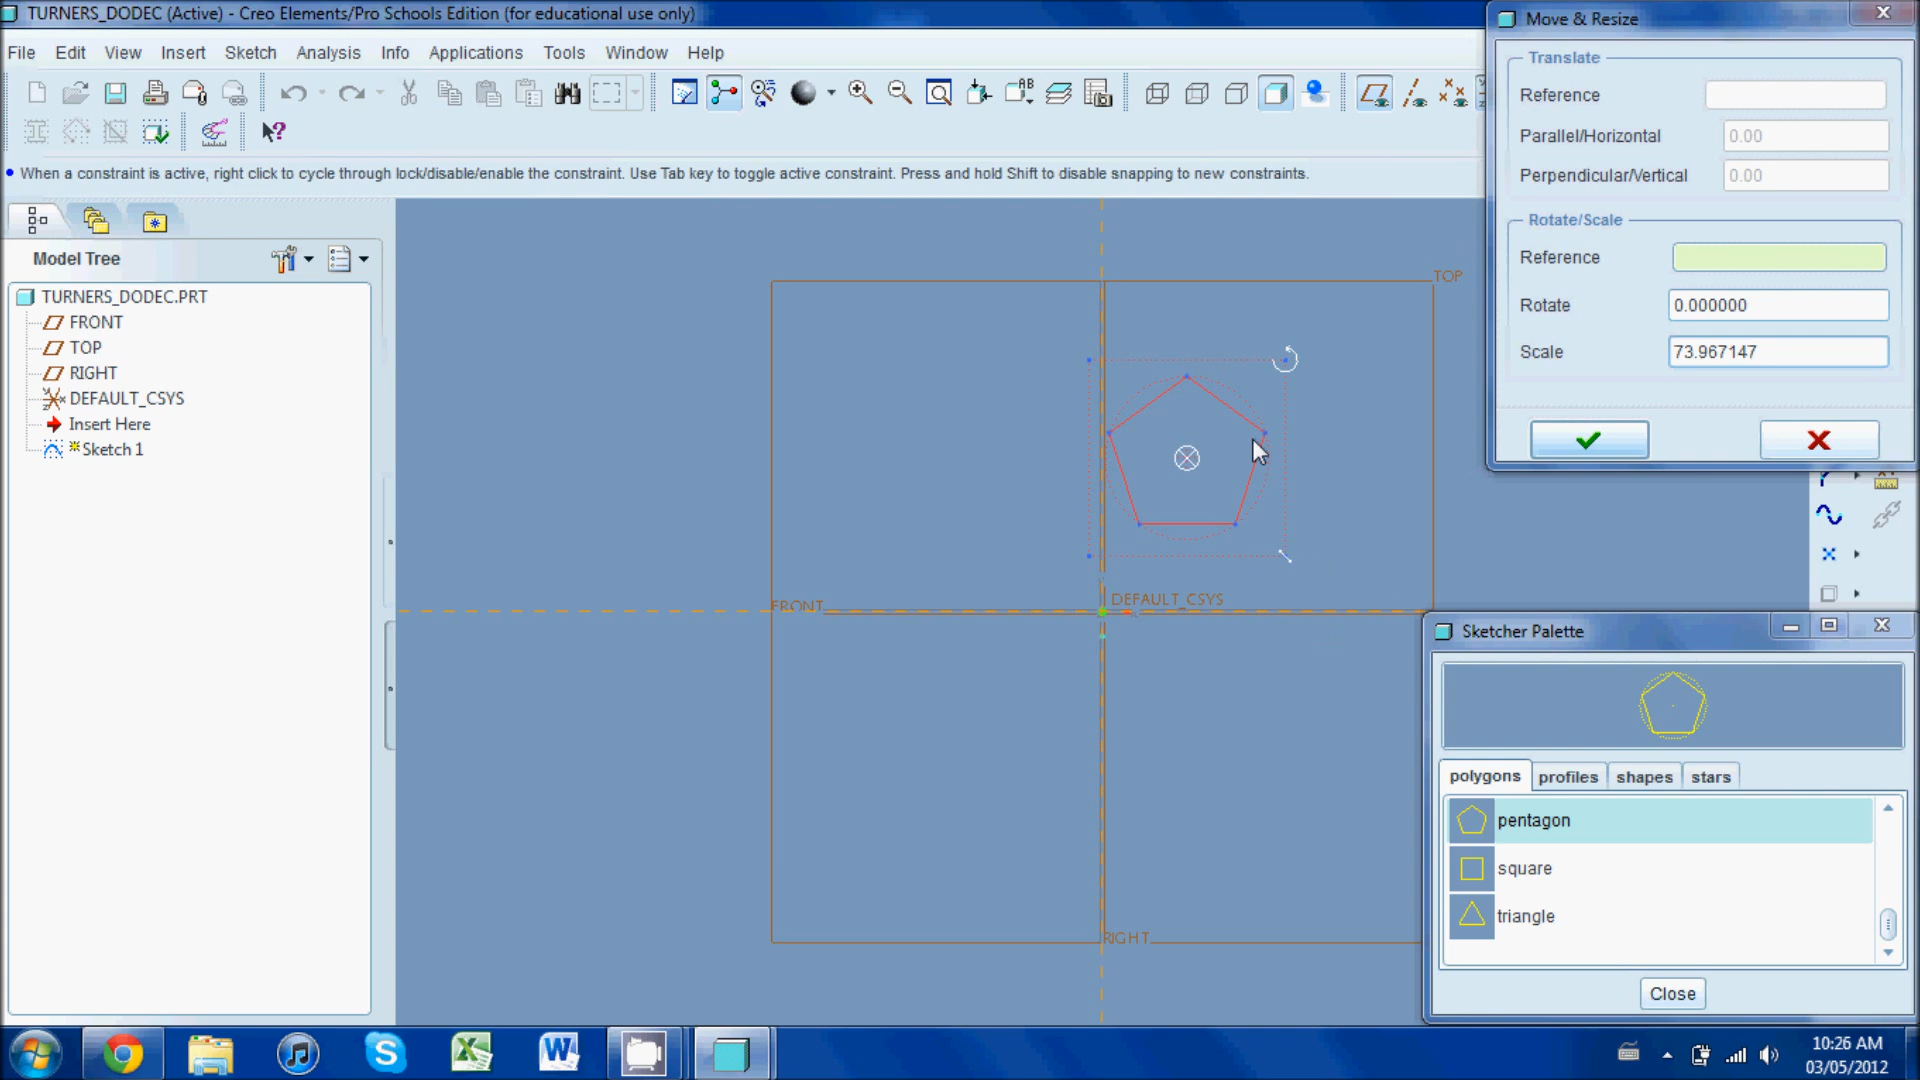 TURNERS_DODEC (Active) - Creo Elements/Pro Schools Edition (for educational use only)
File Edit View Insert Sketch Analysis Info Applications Tools Window Help
When a constraint is active, right click to cycle through lock/disable/enable the constraint. Use Tab key to toggle active constraint. Press and hold Shift to disable snapping to new constraints.
Model Tree
TURNERS_DODEC.PRT
FRONT
TOP
RIGHT
DEFAULT_CSYS
Insert Here
Sketch 1
TOP
FRONT
DEFAULT_CSYS
RIGHT
Move & Resize
Translate
Reference
Parallel/Horizontal 0.00
Perpendicular/Vertical 0.00
Rotate/Scale
Reference
Rotate 0.000000
Scale 73.967147
Sketcher Palette
polygons profiles shapes stars
pentagon
square
triangle
Close
10:26 AM
03/05/2012